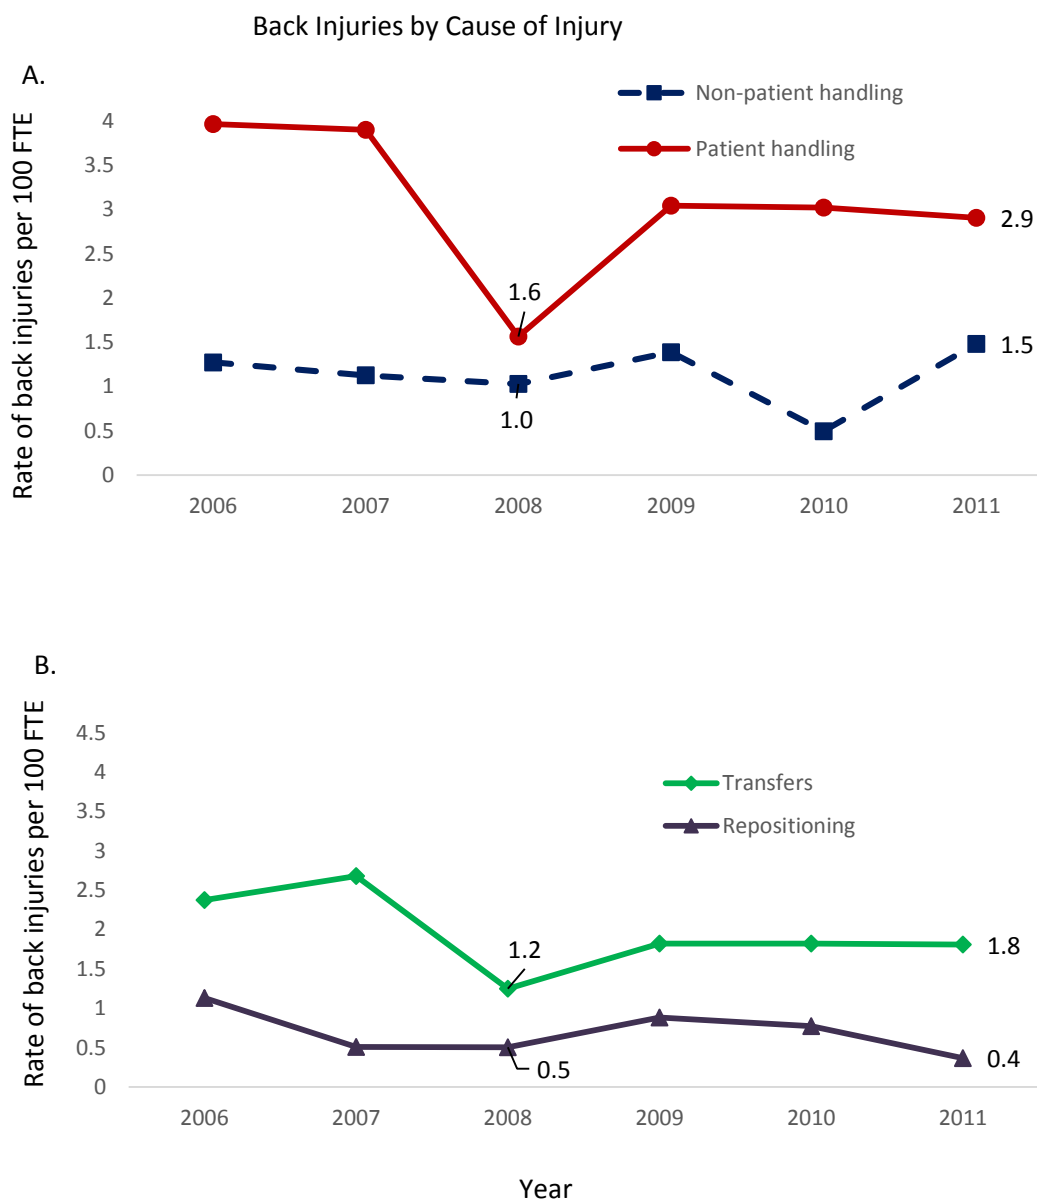 Back Injuries by Cause of Injury
A.
Non-patient handling
Patient handling
Rate of back injuries per 100 FTE
4
3.5
3
2.5
2
1.5
1
0.5
0
1.6
1.0
2.9
1.5
2006 2007 2008 2009 2010 2011
B.
Rate of back injuries per 100 FTE
4.5
4
3.5
3
2.5
2
1.5
1
0.5
0
Transfers
Repositioning
1.2
1.8
0.5
0.4
2006 2007 2008 2009 2010 2011
Year